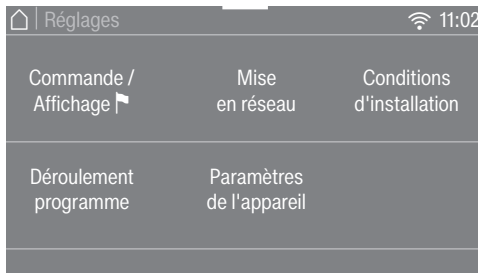 Réglages 11:02
Commande /
Affichage
Mise
en réseau
Conditions
d'installation
Déroulement
programme
Paramètres
de l'appareil